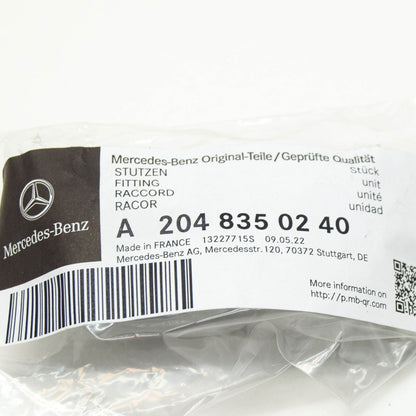 Mercedes-Benz
Mercedes-Benz Original-Teile/Geprüfte Qualität
STUTZEN Stück
FITTING unit
RACCORD unité
RACOR unidad
A 204 835 02 40
Made in FRANCE 13227715S 09.05.22
Mercedes-Benz AG, Mercedesstr.120, 70372 Stuttgart, DE
More information on
http://p.mb-qr.com/